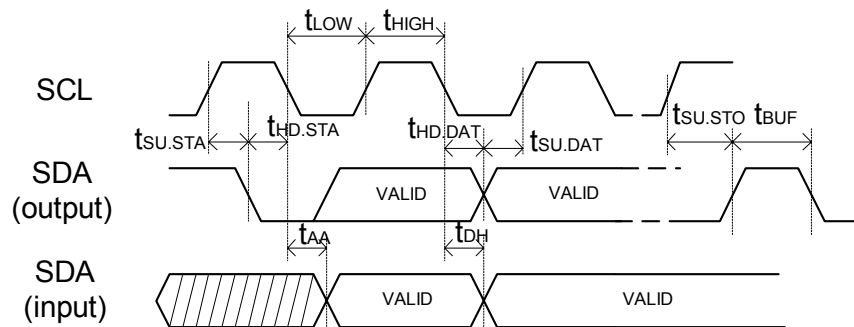 tLOW tHIGH
SCL
tSU.STA tHD.STA tHD.DAT tSU.DAT tSU.STO tBUF
SDA
(output)
VALID VALID
tAA tDH
SDA
(input)
VALID VALID